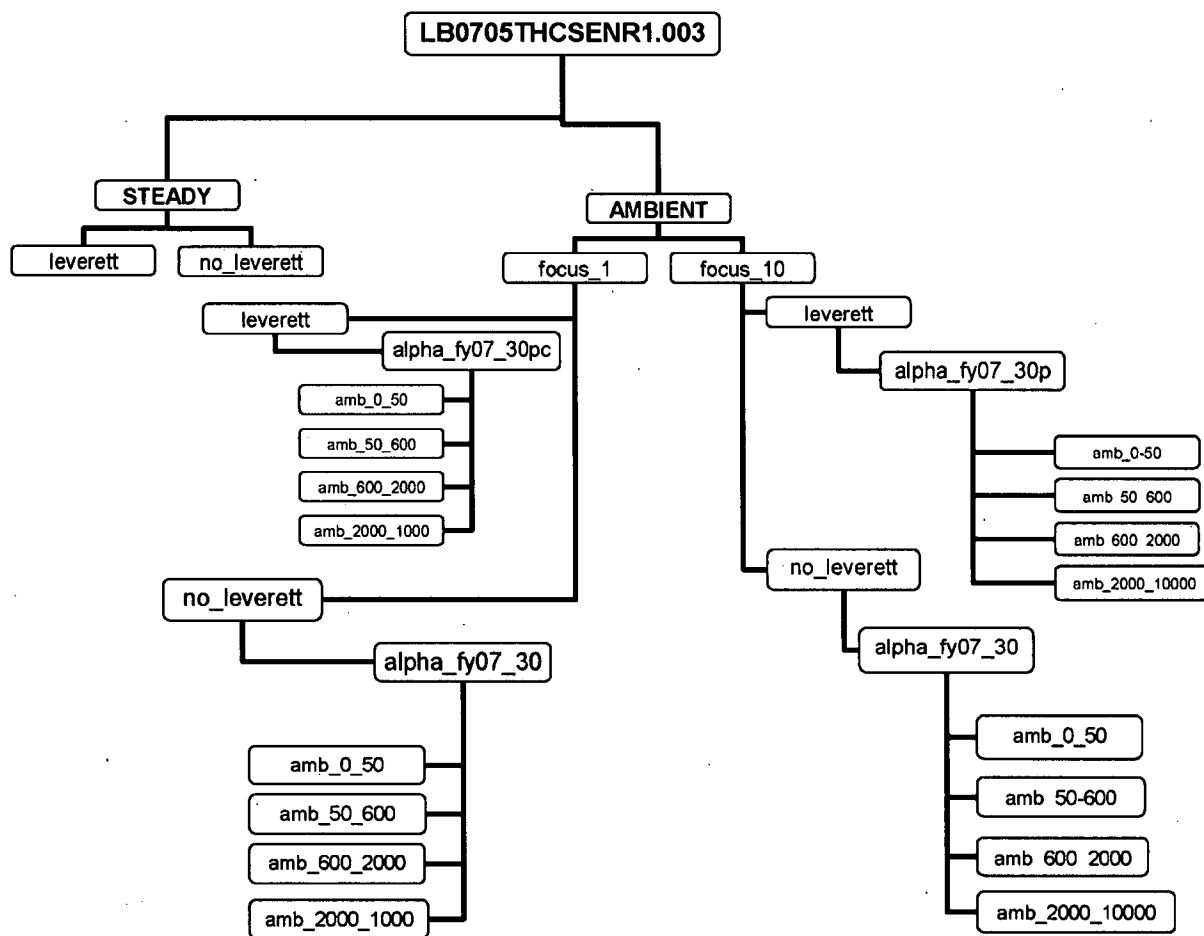 LB0705THCSENR1.003
STEADY
AMBIENT
leverett
no_leverett
focus_1
focus_10
leverett
alpha_fy07_30pc
amb_0_50
amb_50_600
amb_600_2000
amb_2000_1000
no_leverett
alpha_fy07_30
amb_0_50
amb_50_600
amb_600_2000
amb_2000_1000
leverett
alpha_fy07_30p
amb_0-50
amb 50 600
amb 600 2000
amb_2000_10000
no_leverett
alpha_fy07_30
amb_0_50
amb 50-600
amb 600 2000
amb_2000_10000